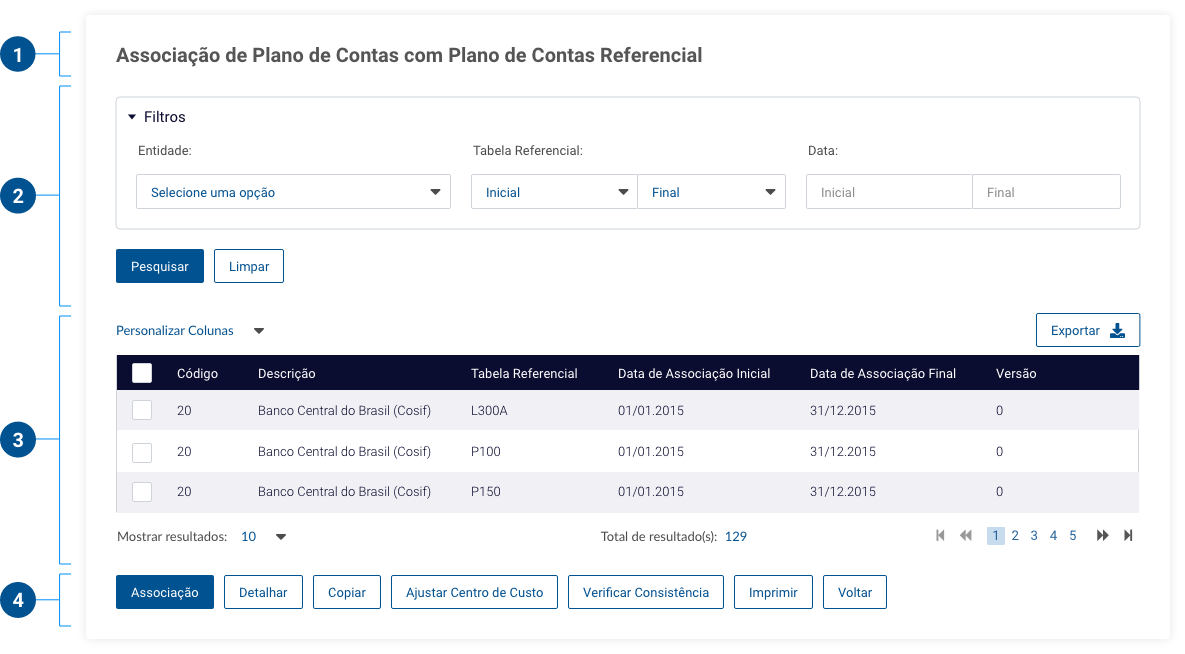 1
Associação de Plano de Contas com Plano de Contas Referencial
2
Filtros
Entidade: Tabela Referencial: Data:
Selecione uma opção Inicial Final Inicial Final
Pesquisar Limpar
3
Personalizar Colunas Exportar
Código Descrição Tabela Referencial Data de Associação Inicial Data de Associação Final Versão
20 Banco Central do Brasil (Cosif) L300A 01/01.2015 31/12.2015 0
20 Banco Central do Brasil (Cosif) P100 01/01.2015 31/12.2015 0
20 Banco Central do Brasil (Cosif) P150 01/01.2015 31/12.2015 0
Mostrar resultados: 10 Total de resultado(s): 129 1 2 3 4 5
4
Associação Detalhar Copiar Ajustar Centro de Custo Verificar Consistência Imprimir Voltar